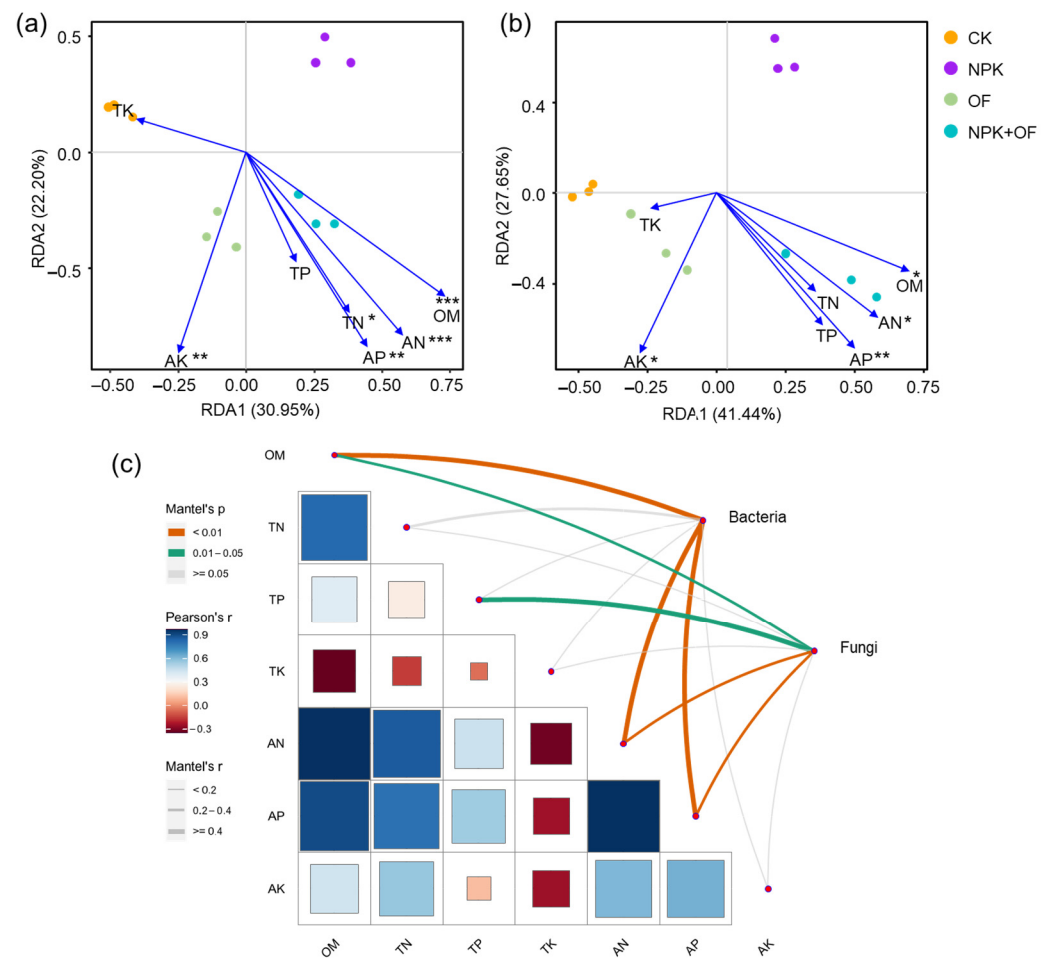 (a)
0.5
0.0
−0.5
RDA2 (22.20%)
TK
TP
TN *
***
OM
AN ***
AP **
AK **
−0.50
−0.25
0.00
0.25
0.50
0.75
RDA1 (30.95%)
(b)
0.4
0.0
−0.4
RDA2 (27.65%)
TK
TN
TP
*
OM
AN *
AP **
AK *
−0.50
−0.25
0.00
0.25
0.50
0.75
RDA1 (41.44%)
CK
NPK
OF
NPK+OF
(c)
Mantel's p
< 0.01
0.01 − 0.05
>= 0.05
Pearson's r
0.9
0.6
0.3
0.0
−0.3
Mantel's r
< 0.2
0.2 − 0.4
>= 0.4
OM
TN
TP
TK
AN
AP
AK
Bacteria
Fungi
OM
TN
TP
TK
AN
AP
AK